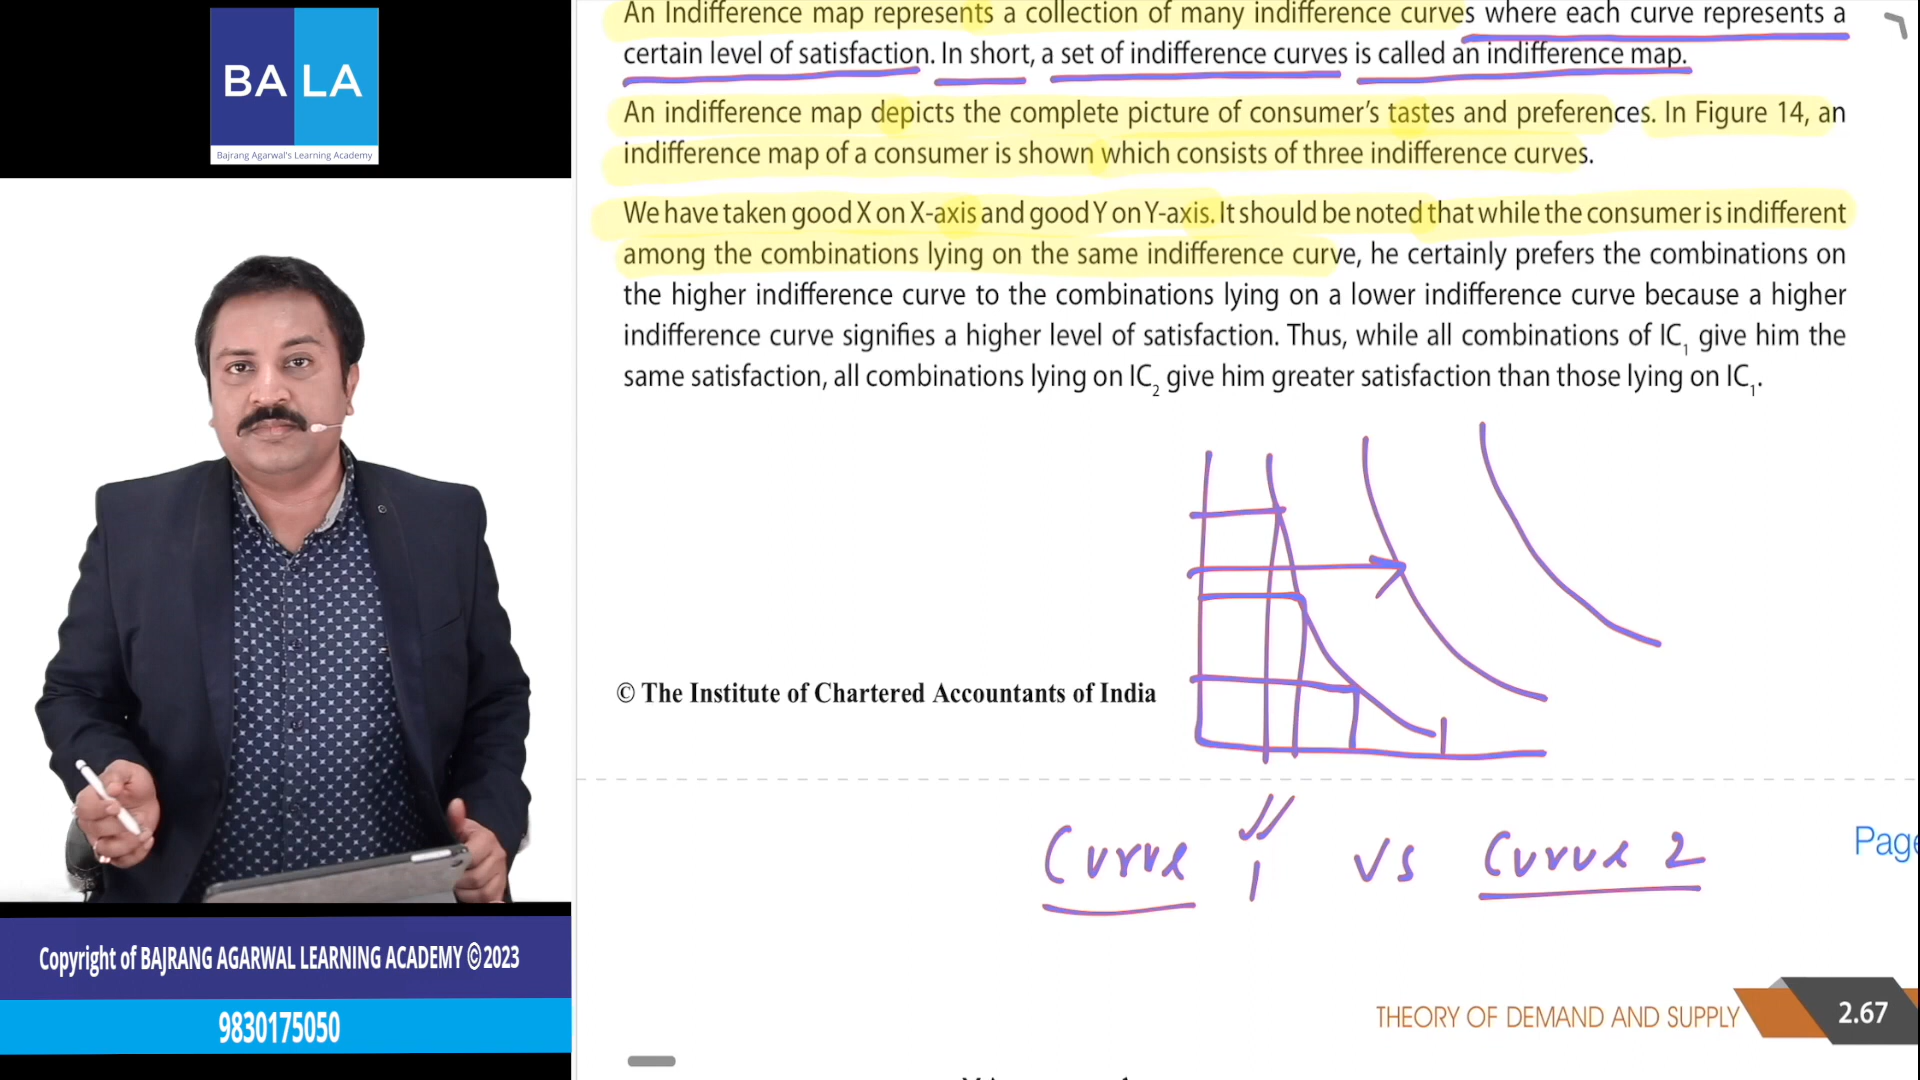 BA LA
Bajrang Agarwal's Learning Academy
An Indifference map represents a collection of many indifference curves where each curve represents a
certain level of satisfaction. In short, a set of indifference curves is called an indifference map.
An indifference map depicts the complete picture of consumer's tastes and preferences. In Figure 14, an
indifference map of a consumer is shown which consists of three indifference curves.
We have taken good X on X-axis and good Y on Y-axis. It should be noted that while the consumer is indifferent
among the combinations lying on the same indifference curve, he certainly prefers the combinations on
the higher indifference curve to the combinations lying on a lower indifference curve because a higher
indifference curve signifies a higher level of satisfaction. Thus, while all combinations of IC1 give him the
same satisfaction, all combinations lying on IC2 give him greater satisfaction than those lying on IC1.
© The Institute of Chartered Accountants of India
Curve 1 vs Curve 2
THEORY OF DEMAND AND SUPPLY 2.67
Copyright of BAJRANG AGARWAL LEARNING ACADEMY ©2023
9830175050